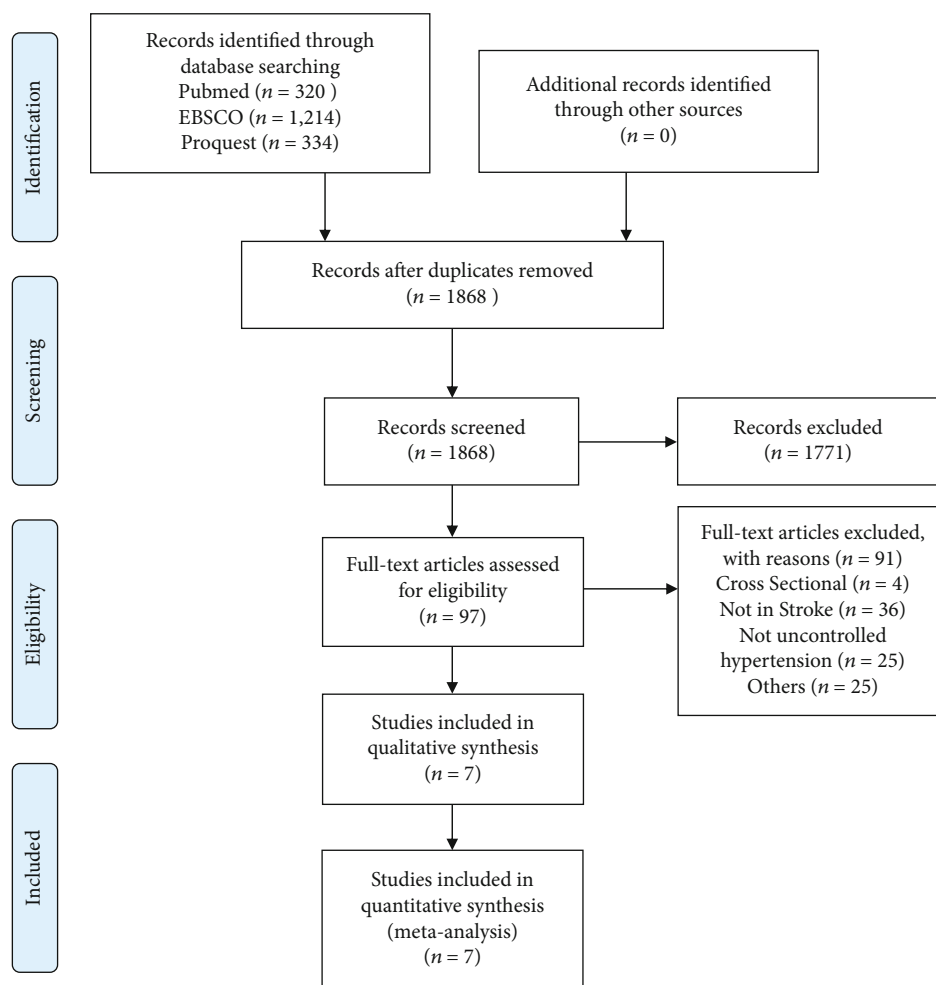 Identification
Records identified through
database searching
Pubmed (n = 320 )
EBSCO (n = 1,214)
Proquest (n = 334)
Additional records identified
through other sources
(n = 0)
Records after duplicates removed
(n = 1868 )
Screening
Records screened
(n = 1868)
Records excluded
(n = 1771)
Eligibility
Full-text articles assessed
for eligibility
(n = 97)
Full-text articles excluded,
with reasons (n = 91)
Cross Sectional (n = 4)
Not in Stroke (n = 36)
Not uncontrolled
hypertension (n = 25)
Others (n = 25)
Studies included in
qualitative synthesis
(n = 7)
Included
Studies included in
quantitative synthesis
(meta-analysis)
(n = 7)